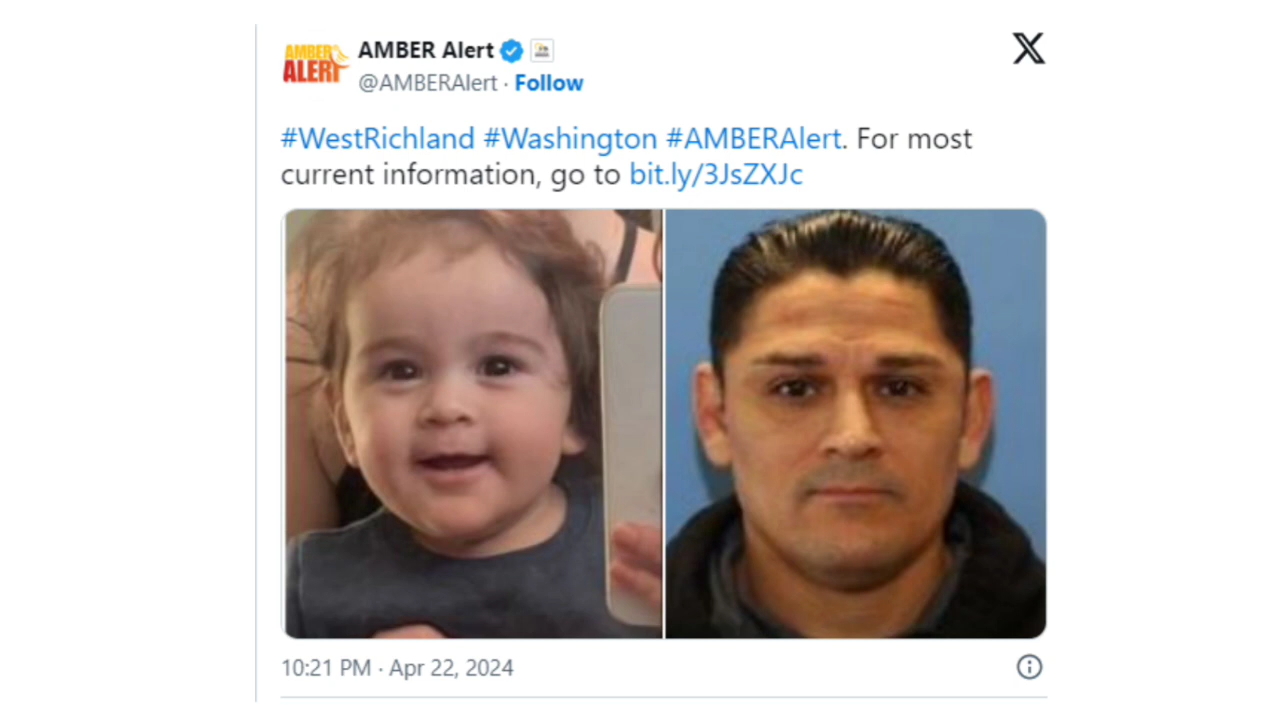 AMBER ALERT
AMBER Alert
@AMBERAlert · Follow
#WestRichland #Washington #AMBERAlert. For most
current information, go to bit.ly/3JsZXJc
10:21 PM · Apr 22, 2024